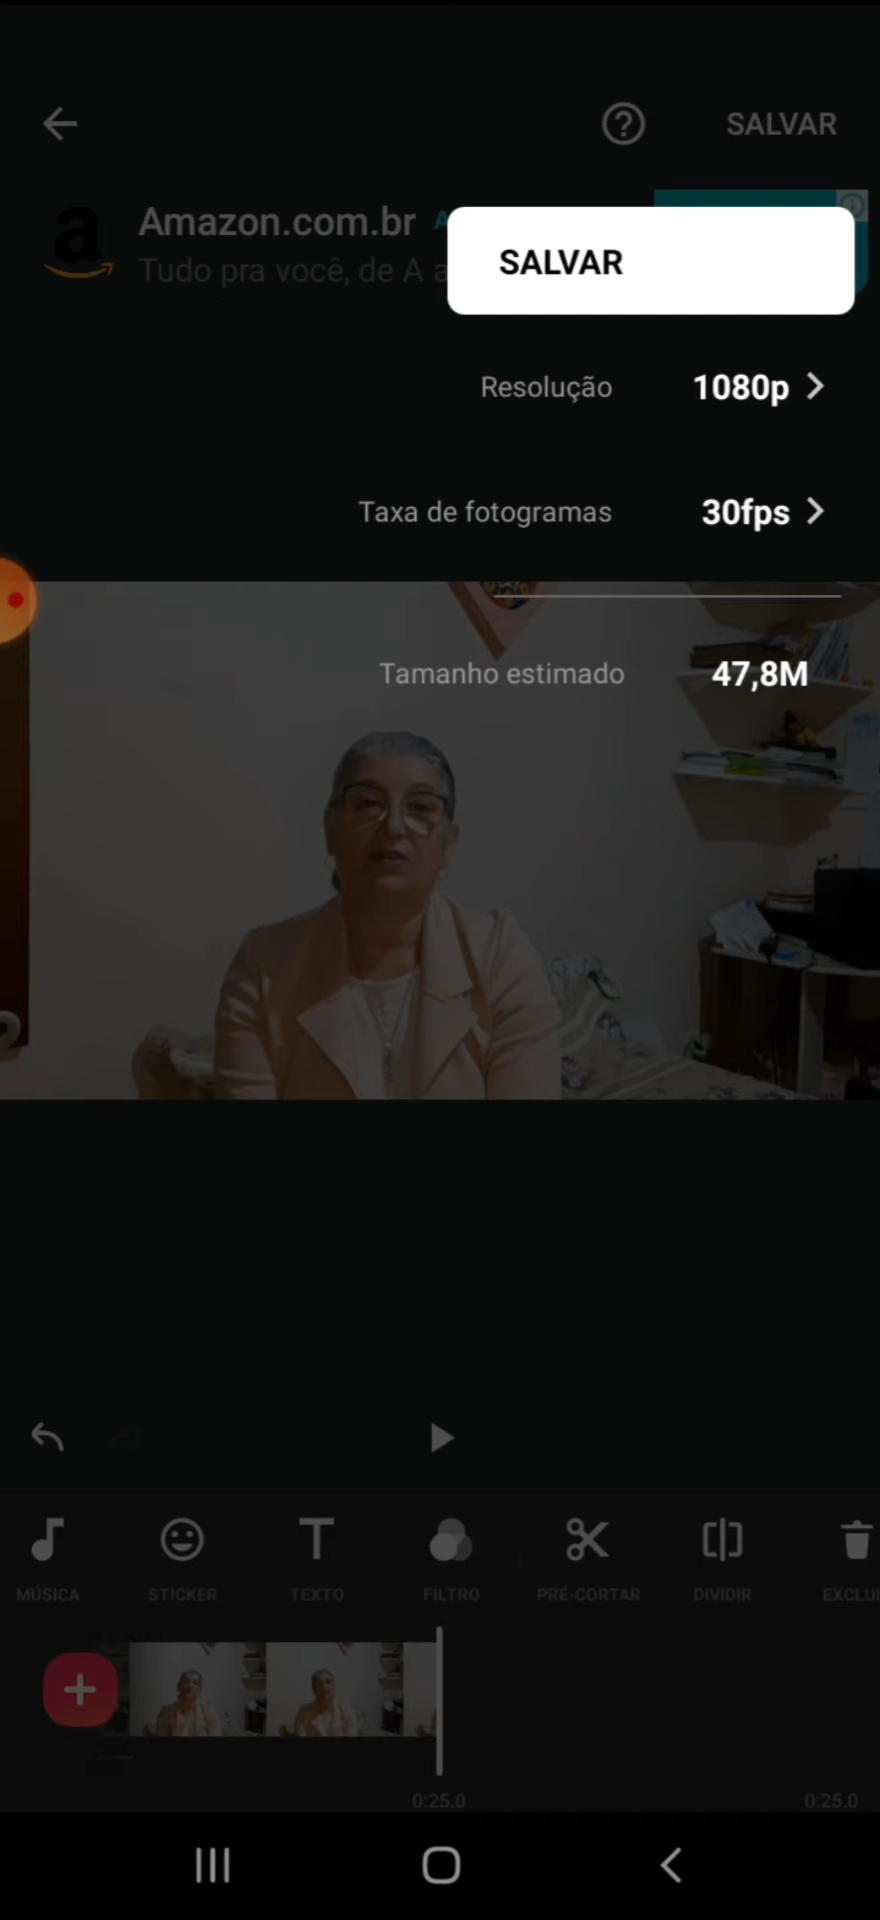 SALVAR
Amazon.com.br
Tudo pra você, de A a
SALVAR
Resolução 1080p
Taxa de fotogramas 30fps
Tamanho estimado 47,8M
MÚSICA STICKER TEXTO FILTRO PRÉ-CORTAR DIVIDIR EXCLUI
0:25.0 0:25.0